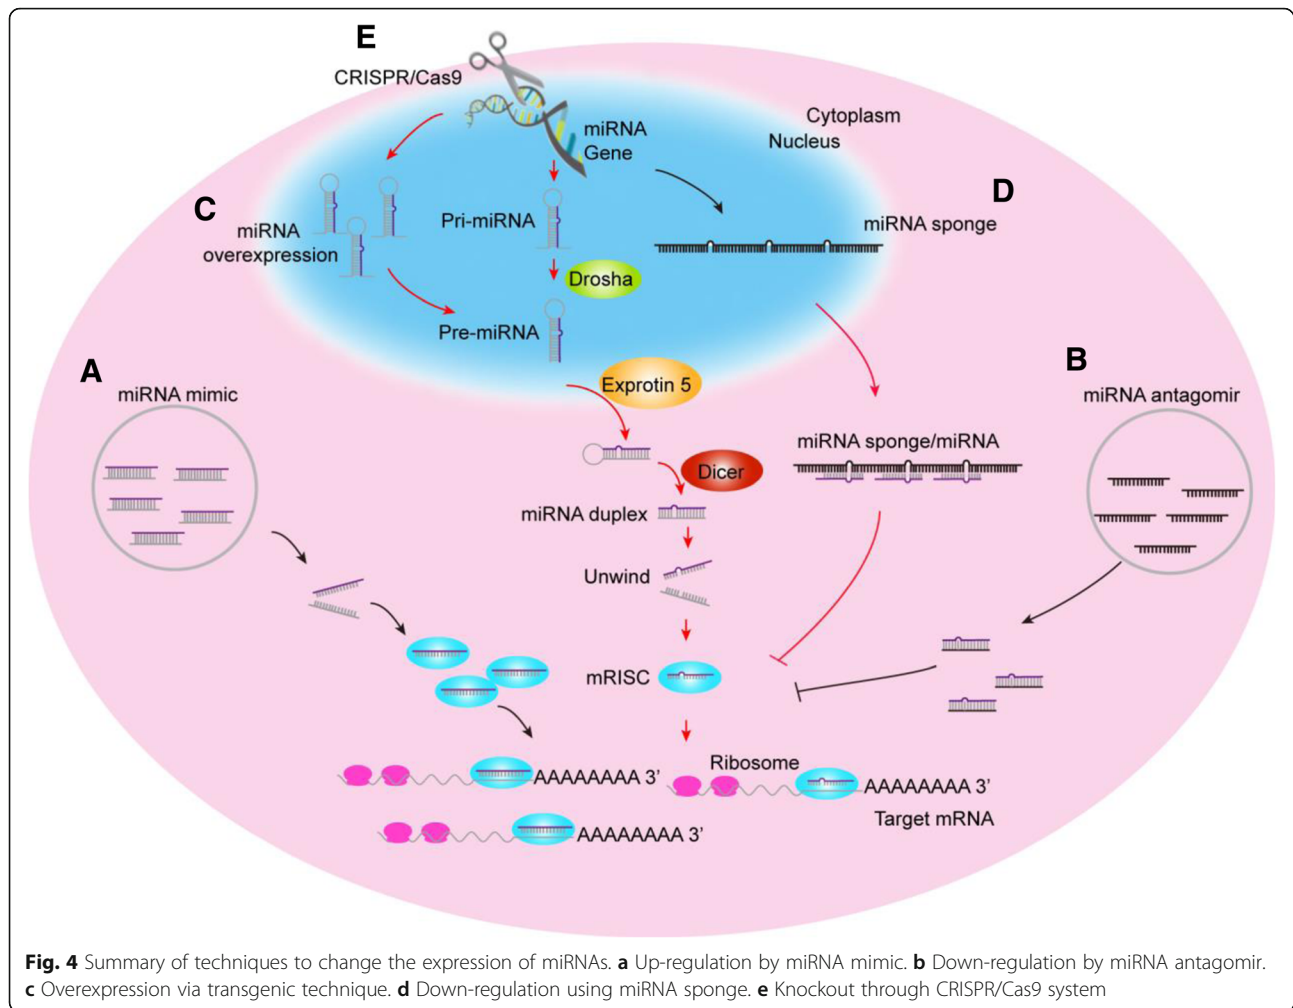 E
CRISPR/Cas9
Cytoplasm
Nucleus
miRNA
Gene
C
D
miRNA
overexpression
Pri-miRNA
miRNA sponge
Drosha
Pre-miRNA
A
miRNA mimic
Exprotin 5
B
miRNA antagomir
miRNA sponge/miRNA
Dicer
miRNA duplex
Unwind
mRISC
Ribosome
AAAAAAAA 3’
AAAAAAAA 3’
Target mRNA
AAAAAAAA 3’
Fig. 4 Summary of techniques to change the expression of miRNAs. a Up-regulation by miRNA mimic. b Down-regulation by miRNA antagomir.
c Overexpression via transgenic technique. d Down-regulation using miRNA sponge. e Knockout through CRISPR/Cas9 system